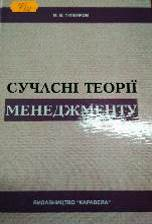 СУЧАСНІ ТЕОРІЇ
МЕНЕДЖМЕНТУ
ВИДАВНИЦТВО "КАРАВЕЛА"